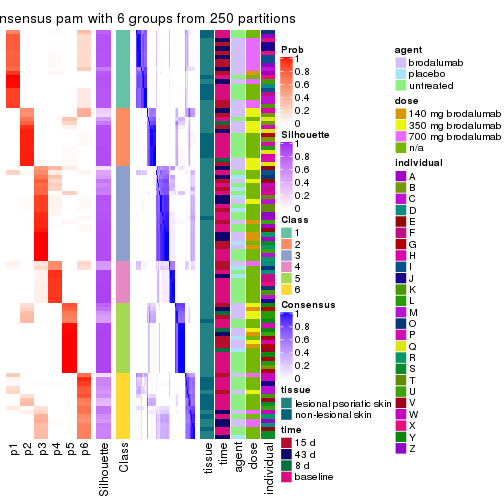 nsensus pam with 6 groups from 250 partitions
p1
p2
p3
p4
p5
p6
Silhouette
Class
tissue
time
agent
dose
individual
Prob
1
0.8
0.6
0.4
0.2
0
Silhouette
1
0.8
0.6
0.4
0.2
0
Class
1
2
3
4
5
6
Consensus
1
0.8
0.6
0.4
0.2
0
tissue
lesional psoriatic skin
non-lesional skin
time
15 d
43 d
8 d
baseline
agent
brodalumab
placebo
untreated
dose
140 mg brodalumab
350 mg brodalumab
700 mg brodalumab
n/a
individual
A
B
C
D
E
F
G
H
I
J
K
L
M
O
P
Q
R
S
T
U
V
W
X
Y
Z